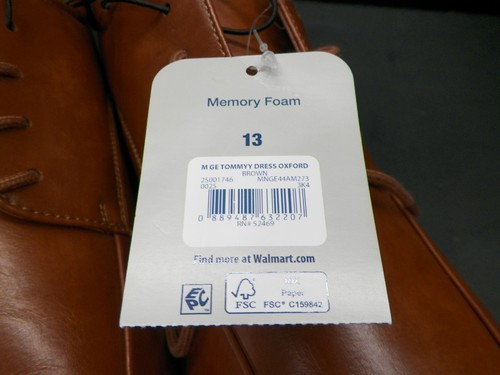 Memory Foam
13
M GE TOMMYY DRESS OXFORD
BROWN
25001746 MNGE44AM273
0025 3K4
0 889487 632207
RN# 52469
Find more at Walmart.com
EPC
FSC
Paper
FSC® C159842